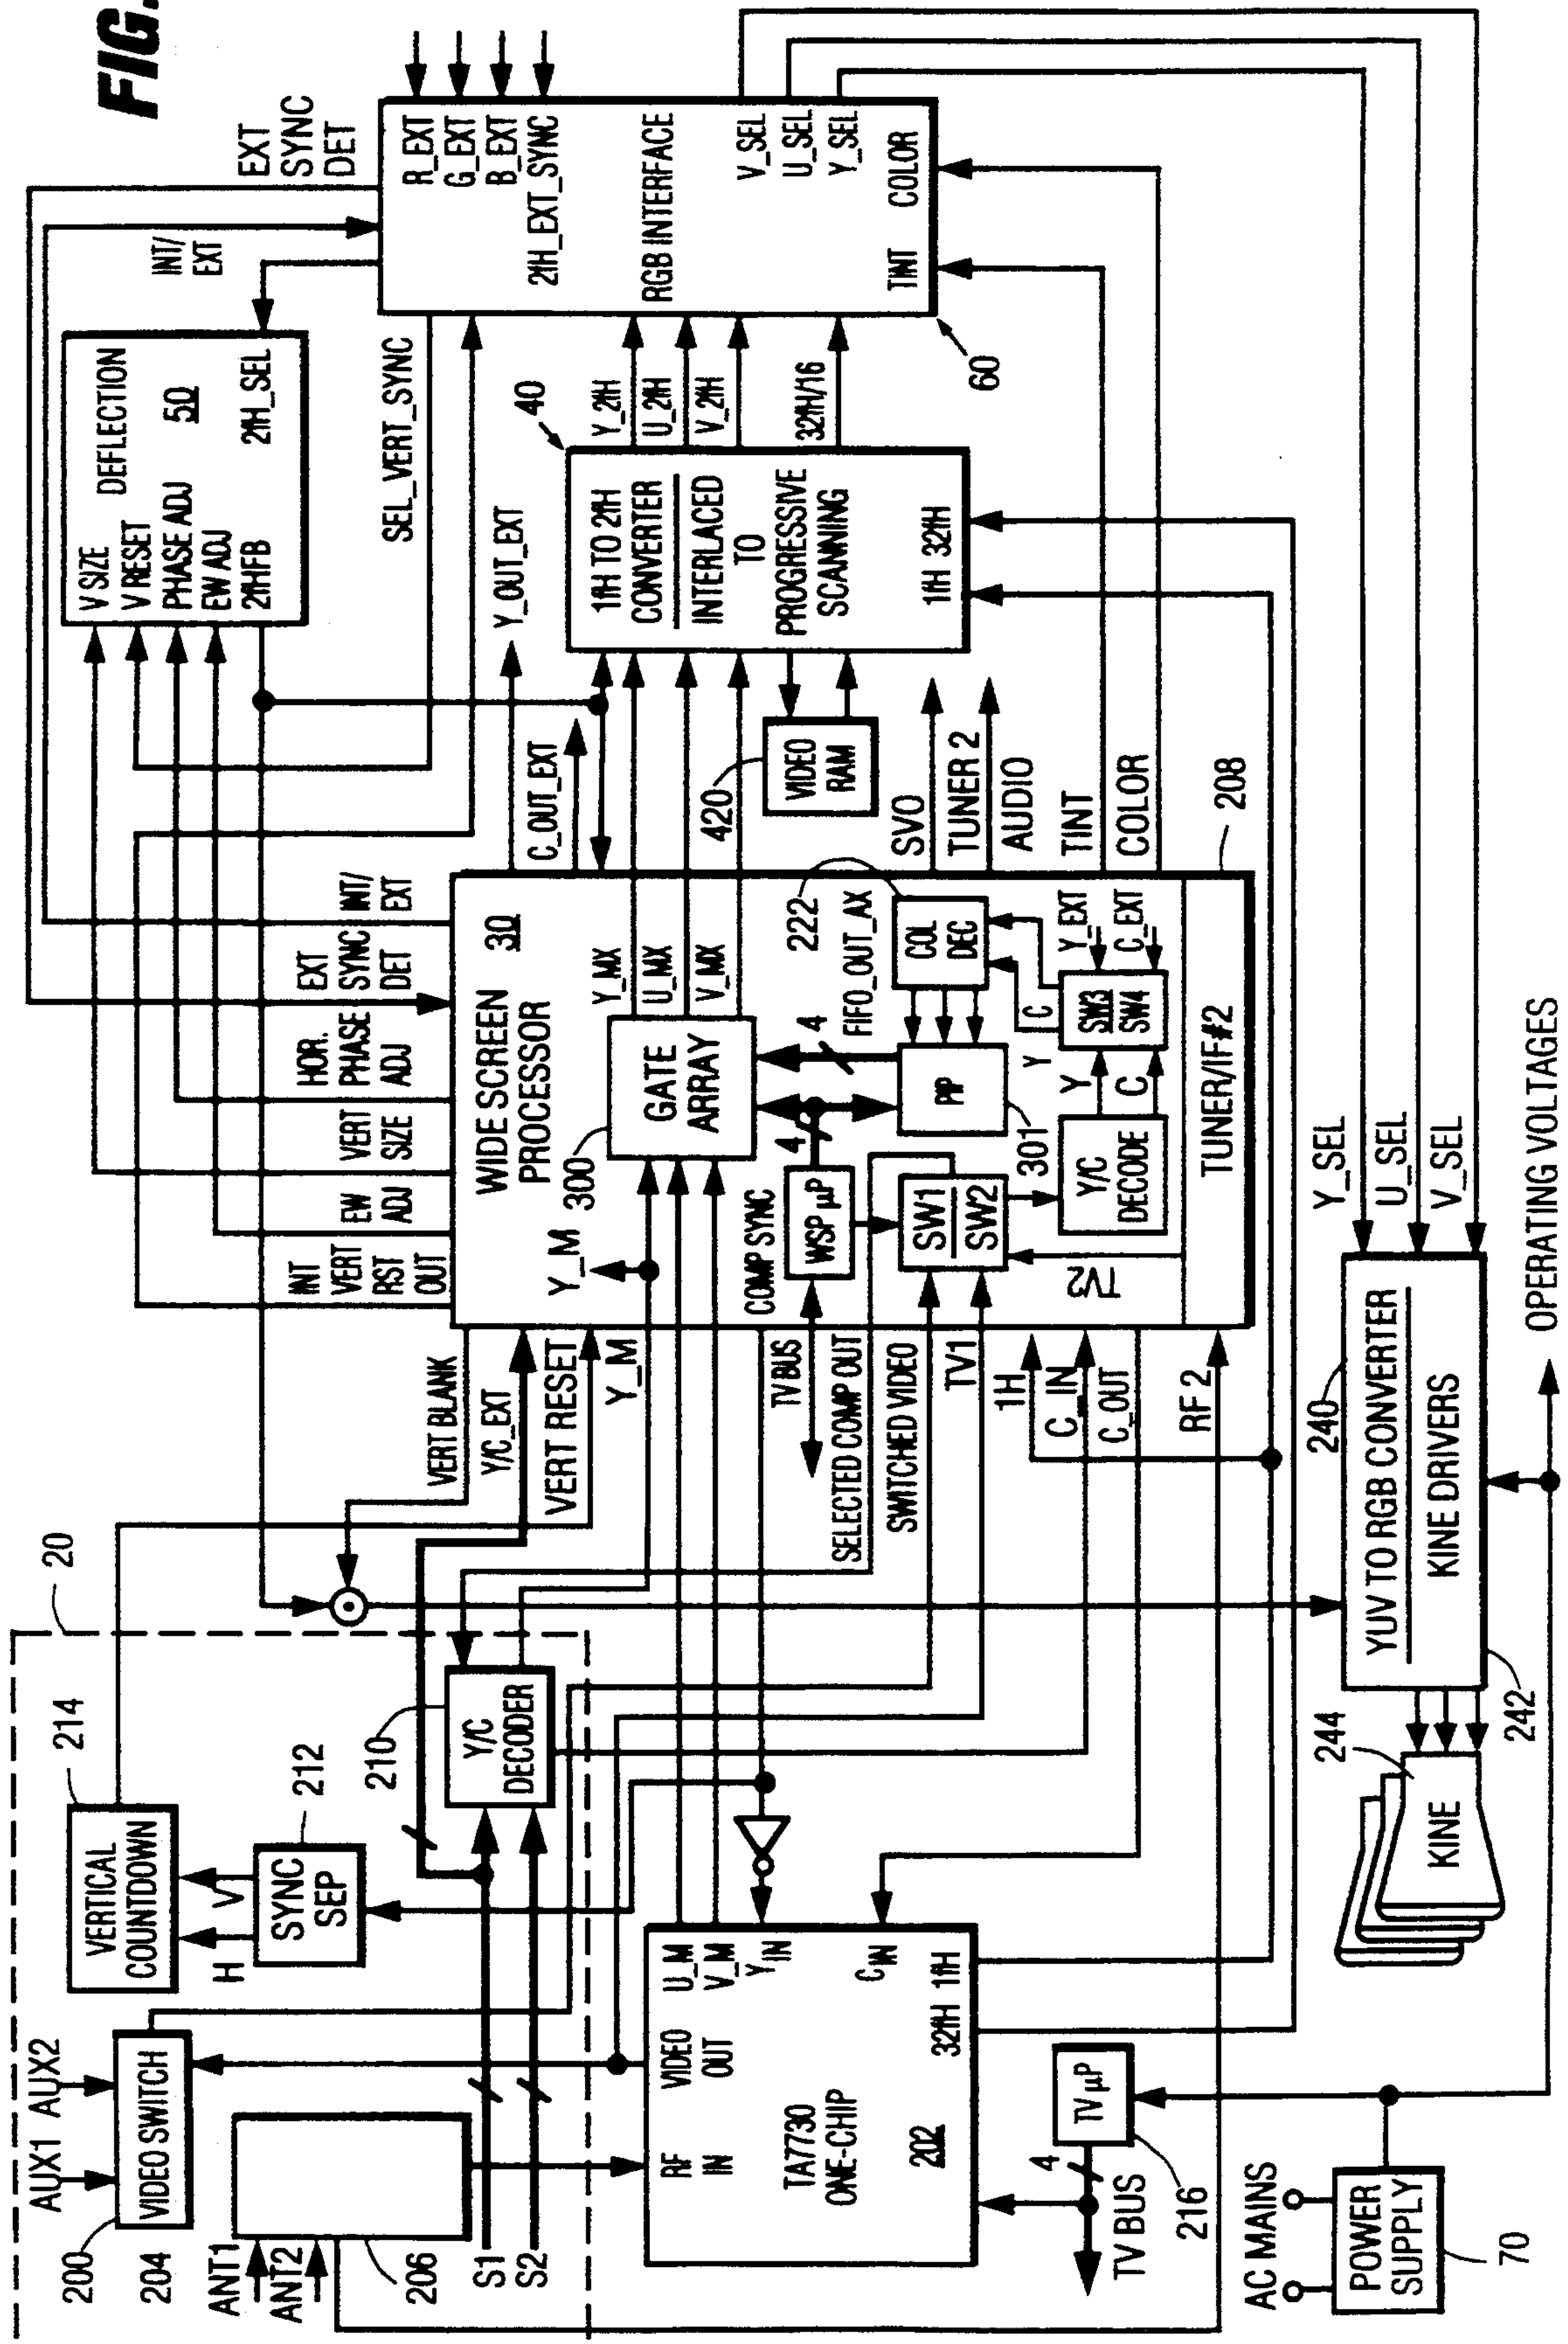 FIG.
EXT
SYNC
DET
R_EXT
G_EXT
B_EXT
2fH_EXT_SYNC
RGB INTERFACE
V_SEL
U_SEL
Y_SEL
TINT
COLOR
60
INT/
EXT
DEFLECTION
50
V SIZE
V RESET
PHASE ADJ
EW ADJ
2fHFB
2fH_SEL
SEL_VERT_SYNC
Y_OUT_EXT
C_OUT_EXT
40
Y_2fH
U_2fH
V_2fH
32fH/16
1fH TO 2fH
CONVERTER
INTERLACED
TO
PROGRESSIVE
SCANNING
1fH 32fH
VIDEO
RAM
420
SVO
TUNER 2
AUDIO
TINT
COLOR
208
INT
VERT
RST
OUT
EW
ADJ
VERT
SIZE
HOR.
PHASE
ADJ
EXT
SYNC
DET
INT/
EXT
WIDE SCREEN
PROCESSOR
30
Y_MX
U_MX
V_MX
GATE
ARRAY
300
Y_M
COMP SYNC
WSP µP
4
4
FIFO_OUT_AX
222
COL
DEC
PIP
301
SW1
SW2
Y/C
DECODE
Y
C
Y
C
SW3
SW4
Y_EXT
C_EXT
TV2
TUNER/IF#2
VERT BLANK
Y/C_EXT
VERT RESET
Y_M
TV BUS
SELECTED COMP OUT
SWITCHED VIDEO
TV1
1H
C_IN
C_OUT
RF 2
20
214
VERTICAL
COUNTDOWN
H
V
212
SYNC
SEP
210
Y/C
DECODER
AUX1
AUX2
VIDEO SWITCH
200
204
ANT1
ANT2
206
S1
S2
RF
IN
VIDEO
OUT
U_M
V_M
YIN
CIN
32fH 1fH
TA7730
ONE-CHIP
202
TV µP
216
4
TV BUS
AC MAINS
POWER
SUPPLY
70
Y_SEL
U_SEL
V_SEL
240
YUV TO RGB CONVERTER
KINE DRIVERS
242
244
KINE
OPERATING VOLTAGES